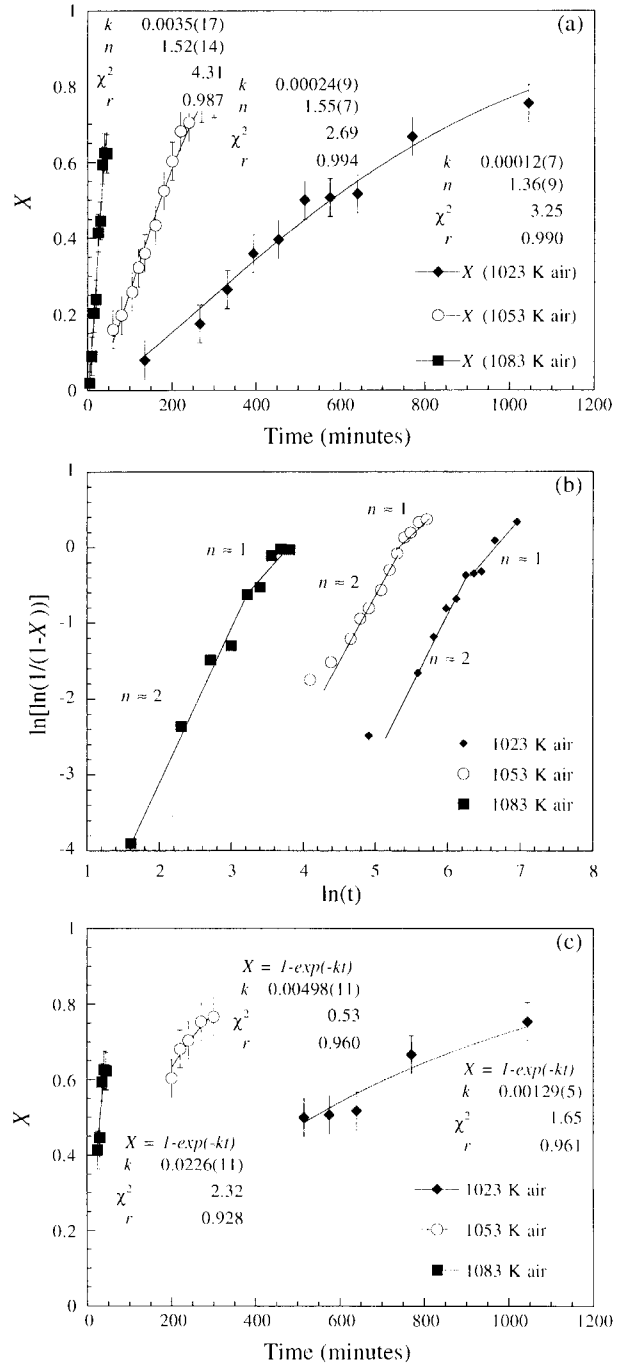 (a)
k 0.0035(17)
n 1.52(14)
χ² 4.31
r 0.987
k 0.00024(9)
n 1.55(7)
χ² 2.69
r 0.994
k 0.00012(7)
n 1.36(9)
χ² 3.25
r 0.990
X (1023 K air)
X (1053 K air)
X (1083 K air)
X
1
0.8
0.6
0.4
0.2
0
0 200 400 600 800 1000 1200
Time (minutes)
(b)
n ≈ 1
n ≈ 2
n ≈ 1
n ≈ 2
n ≈ 1
n ≈ 2
1023 K air
1053 K air
1083 K air
ln[ln(1/(1-X))]
1
0
-1
-2
-3
-4
1 2 3 4 5 6 7 8
ln(t)
(c)
X = 1-exp(-kt)
k 0.00498(11)
χ² 0.53
r 0.960
X = 1-exp(-kt)
k 0.00129(5)
χ² 1.65
r 0.961
X = 1-exp(-kt)
k 0.0226(11)
χ² 2.32
r 0.928
1023 K air
1053 K air
1083 K air
X
1
0.8
0.6
0.4
0.2
0
0 200 400 600 800 1000 1200
Time (minutes)